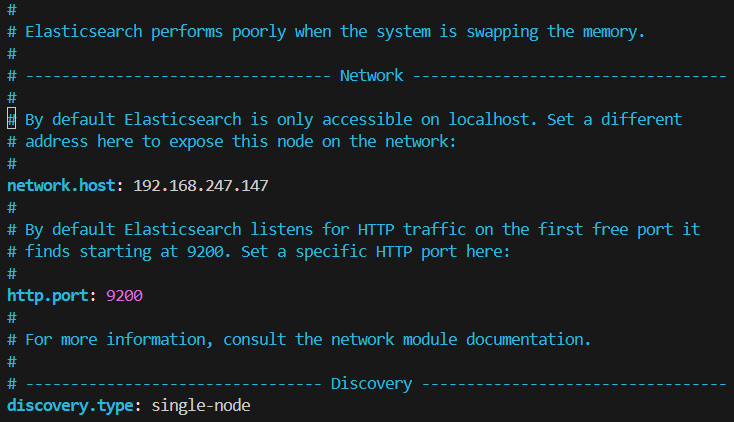 #
# Elasticsearch performs poorly when the system is swapping the memory.
#
# ---------------------------------- Network -----------------------------------
#
# By default Elasticsearch is only accessible on localhost. Set a different
# address here to expose this node on the network:
#
network.host: 192.168.247.147
#
# By default Elasticsearch listens for HTTP traffic on the first free port it
# finds starting at 9200. Set a specific HTTP port here:
#
http.port: 9200
#
# For more information, consult the network module documentation.
#
# --------------------------------- Discovery ----------------------------------
discovery.type: single-node